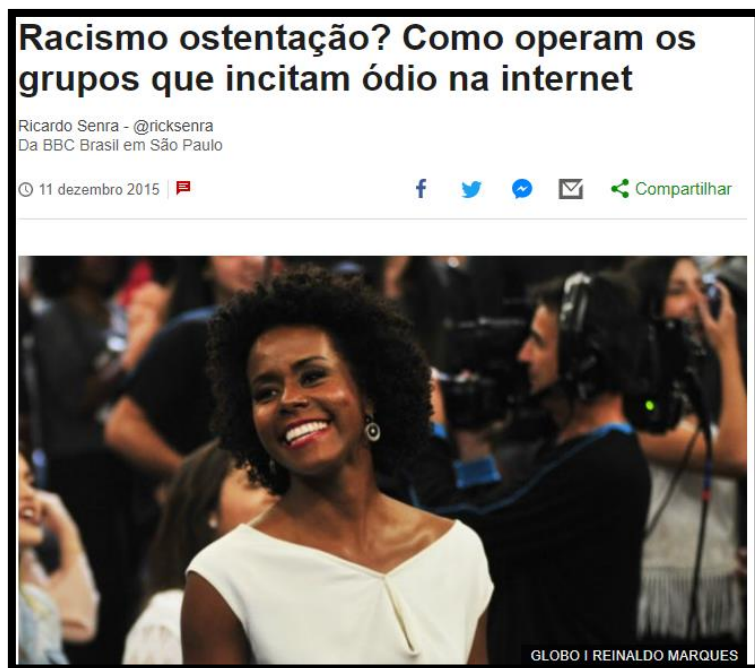 Racismo ostentação? Como operam os
grupos que incitam ódio na internet
Ricardo Senra - @ricksenra
Da BBC Brasil em São Paulo
11 dezembro 2015
Compartilhar
GLOBO I REINALDO MARQUES